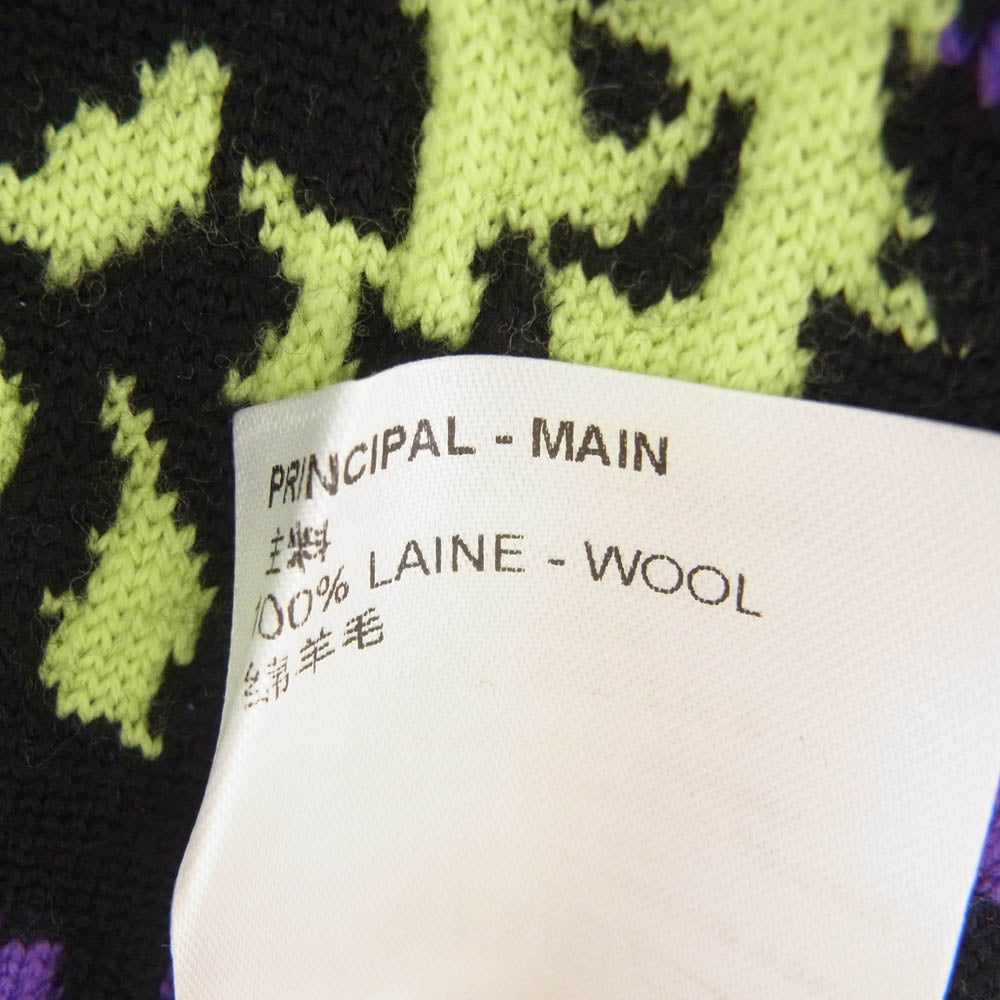 PRINCIPAL - MAIN
主料
100% LAINE - WOOL
绵羊毛